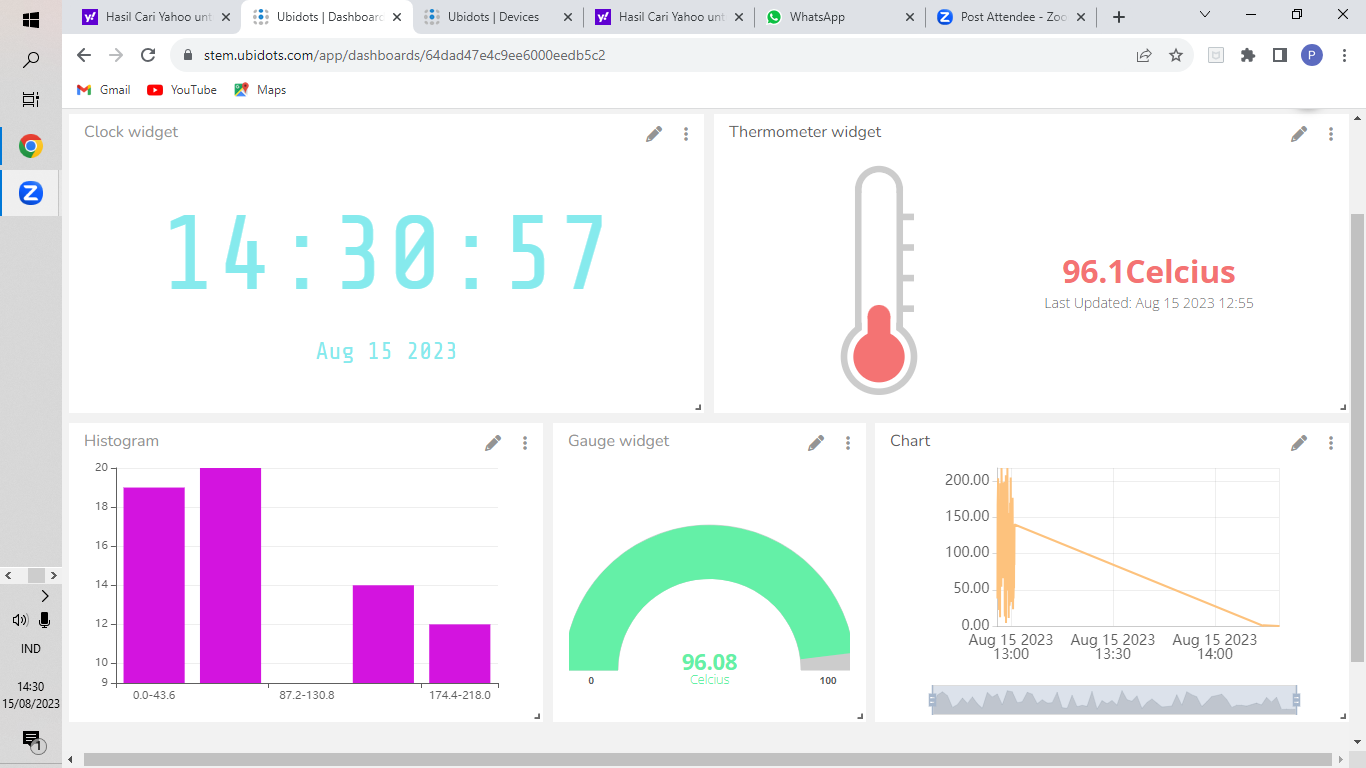 Hasil Cari Yahoo unt
Ubidots | Dashboard
Ubidots | Devices
Hasil Cari Yahoo unt
WhatsApp
Post Attendee - Zoo
stem.ubidots.com/app/dashboards/64dad47e4c9ee6000eedb5c2
P
Gmail
YouTube
Maps
Clock widget
14:30:57
Aug 15 2023
Thermometer widget
96.1Celcius
Last Updated: Aug 15 2023 12:55
Histogram
20
18
16
14
12
10
9
0.0-43.6
87.2-130.8
174.4-218.0
Gauge widget
96.08
Celcius
0
100
Chart
200.00
150.00
100.00
50.00
0.00
Aug 15 2023
13:00
Aug 15 2023
13:30
Aug 15 2023
14:00
IND
14:30
15/08/2023
1